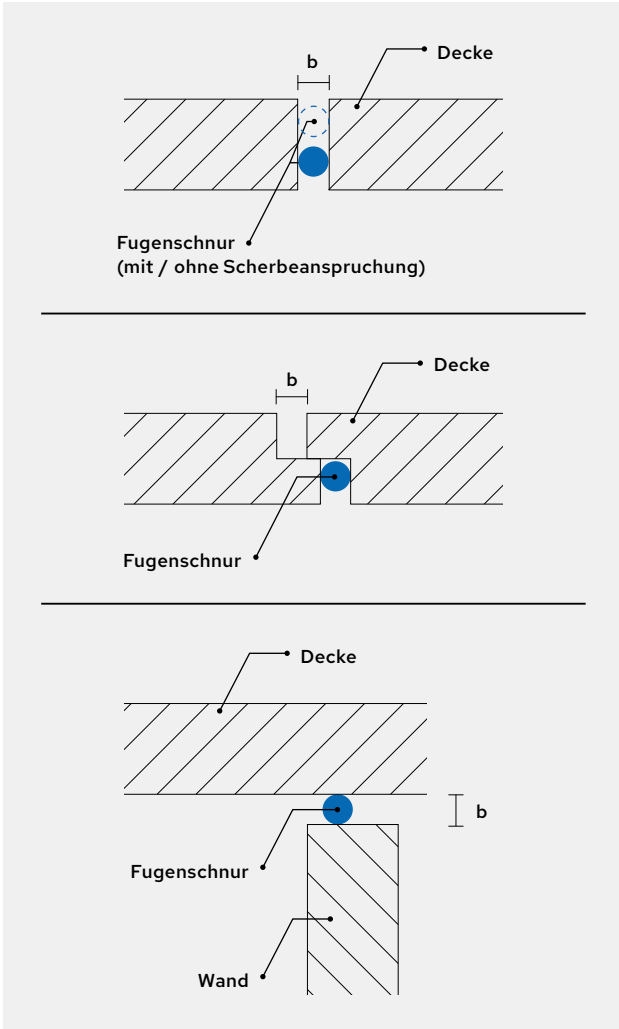 b
Decke
Fugenschnur
(mit / ohne Scherbeanspruchung)
b
Decke
Fugenschnur
Decke
b
Fugenschnur
Wand